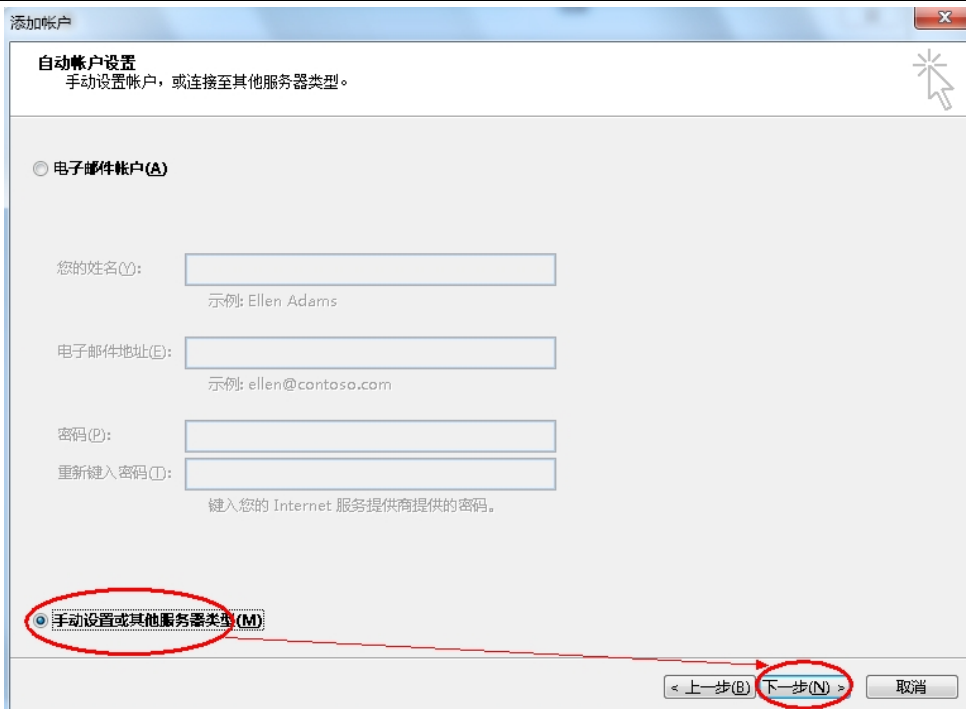 添加帐户
自动帐户设置
手动设置帐户，或连接至其他服务器类型。
电子邮件帐户(A)
您的姓名(Y):
示例: Ellen Adams
电子邮件地址(E):
示例: ellen@contoso.com
密码(P):
重新键入密码(T):
键入您的 Internet 服务提供商提供的密码。
手动设置或其他服务器类型(M)
< 上一步(B) 下一步(N) > 取消